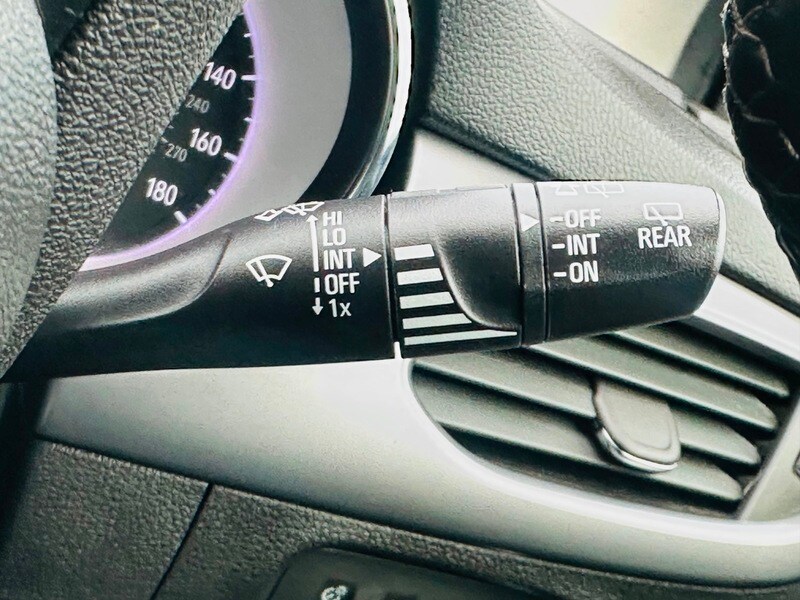 140
240
160
270
180
HI
LO
INT
OFF
1x
OFF
INT
ON
REAR